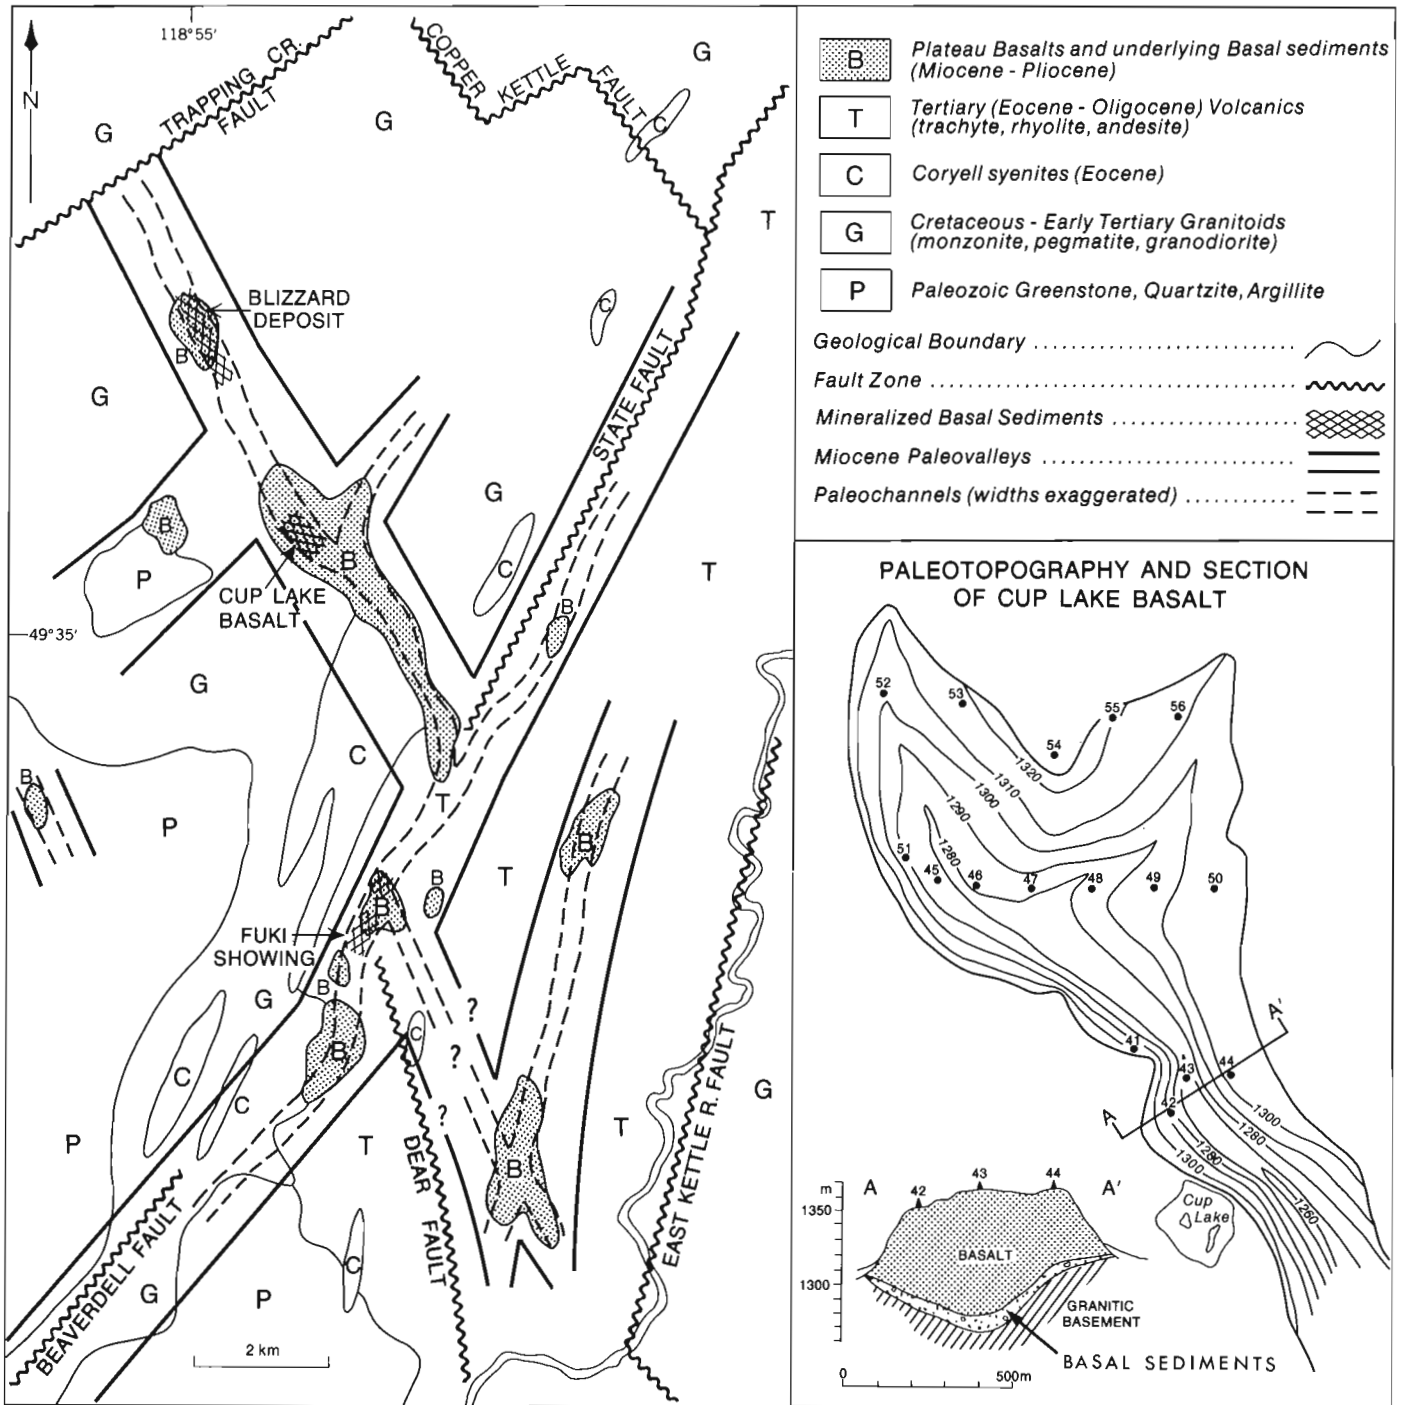 118°55'
N
TRAPPING CR.
FAULT
COPPER
KETTLE
FAULT
G
G
G
C
T
BLIZZARD
DEPOSIT
B
C
G
STATE FAULT
G
B
P
B
C
T
B
CUP LAKE
BASALT
49°35'
G
C
B
T
P
B
B
T
B
FUKI
SHOWING
B
G
?
?
?
B
C
C
C
P
T
B
T
G
DEAR
FAULT
EAST KETTLE R. FAULT
BEAVERDELL FAULT
G
P
C
2 km
B
Plateau Basalts and underlying Basal sediments
(Miocene - Pliocene)
T
Tertiary (Eocene - Oligocene) Volcanics
(trachyte, rhyolite, andesite)
C
Coryell syenites (Eocene)
G
Cretaceous - Early Tertiary Granitoids
(monzonite, pegmatite, granodiorite)
P
Paleozoic Greenstone, Quartzite, Argillite
Geological Boundary
Fault Zone
Mineralized Basal Sediments
Miocene Paleovalleys
Paleochannels (widths exaggerated)
PALEOTOPOGRAPHY AND SECTION
OF CUP LAKE BASALT
52
53
55
56
54
1320
1310
1300
1290
1280
51
45
46
47
48
49
50
41
43
44
42
A
A'
1300
1280
1280
1300
1260
Cup
Lake
m
1350
1300
A
42
43
44
A'
BASALT
GRANITIC
BASEMENT
BASAL SEDIMENTS
0
500m